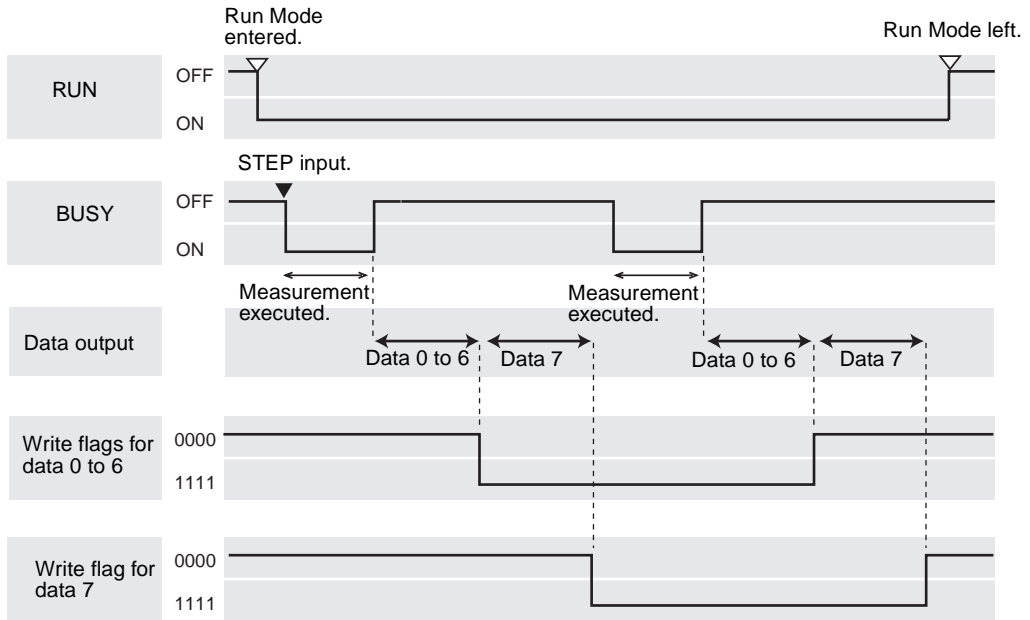 Run Mode
entered.
Run Mode left.
RUN
OFF
ON
STEP input.
BUSY
OFF
ON
Measurement
executed.
Measurement
executed.
Data output
Data 0 to 6
Data 7
Data 0 to 6
Data 7
Write flags for
data 0 to 6
0000
1111
Write flag for
data 7
0000
1111